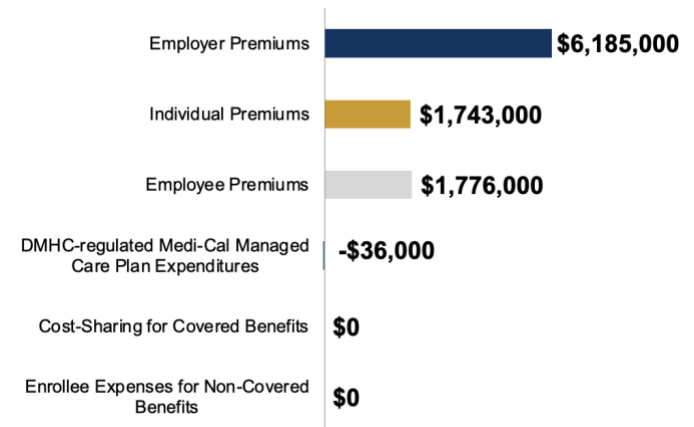 Employer Premiums $6,185,000
Individual Premiums $1,743,000
Employee Premiums $1,776,000
DMHC-regulated Medi-Cal Managed
Care Plan Expenditures
-$36,000
Cost-Sharing for Covered Benefits $0
Enrollee Expenses for Non-Covered
Benefits
$0